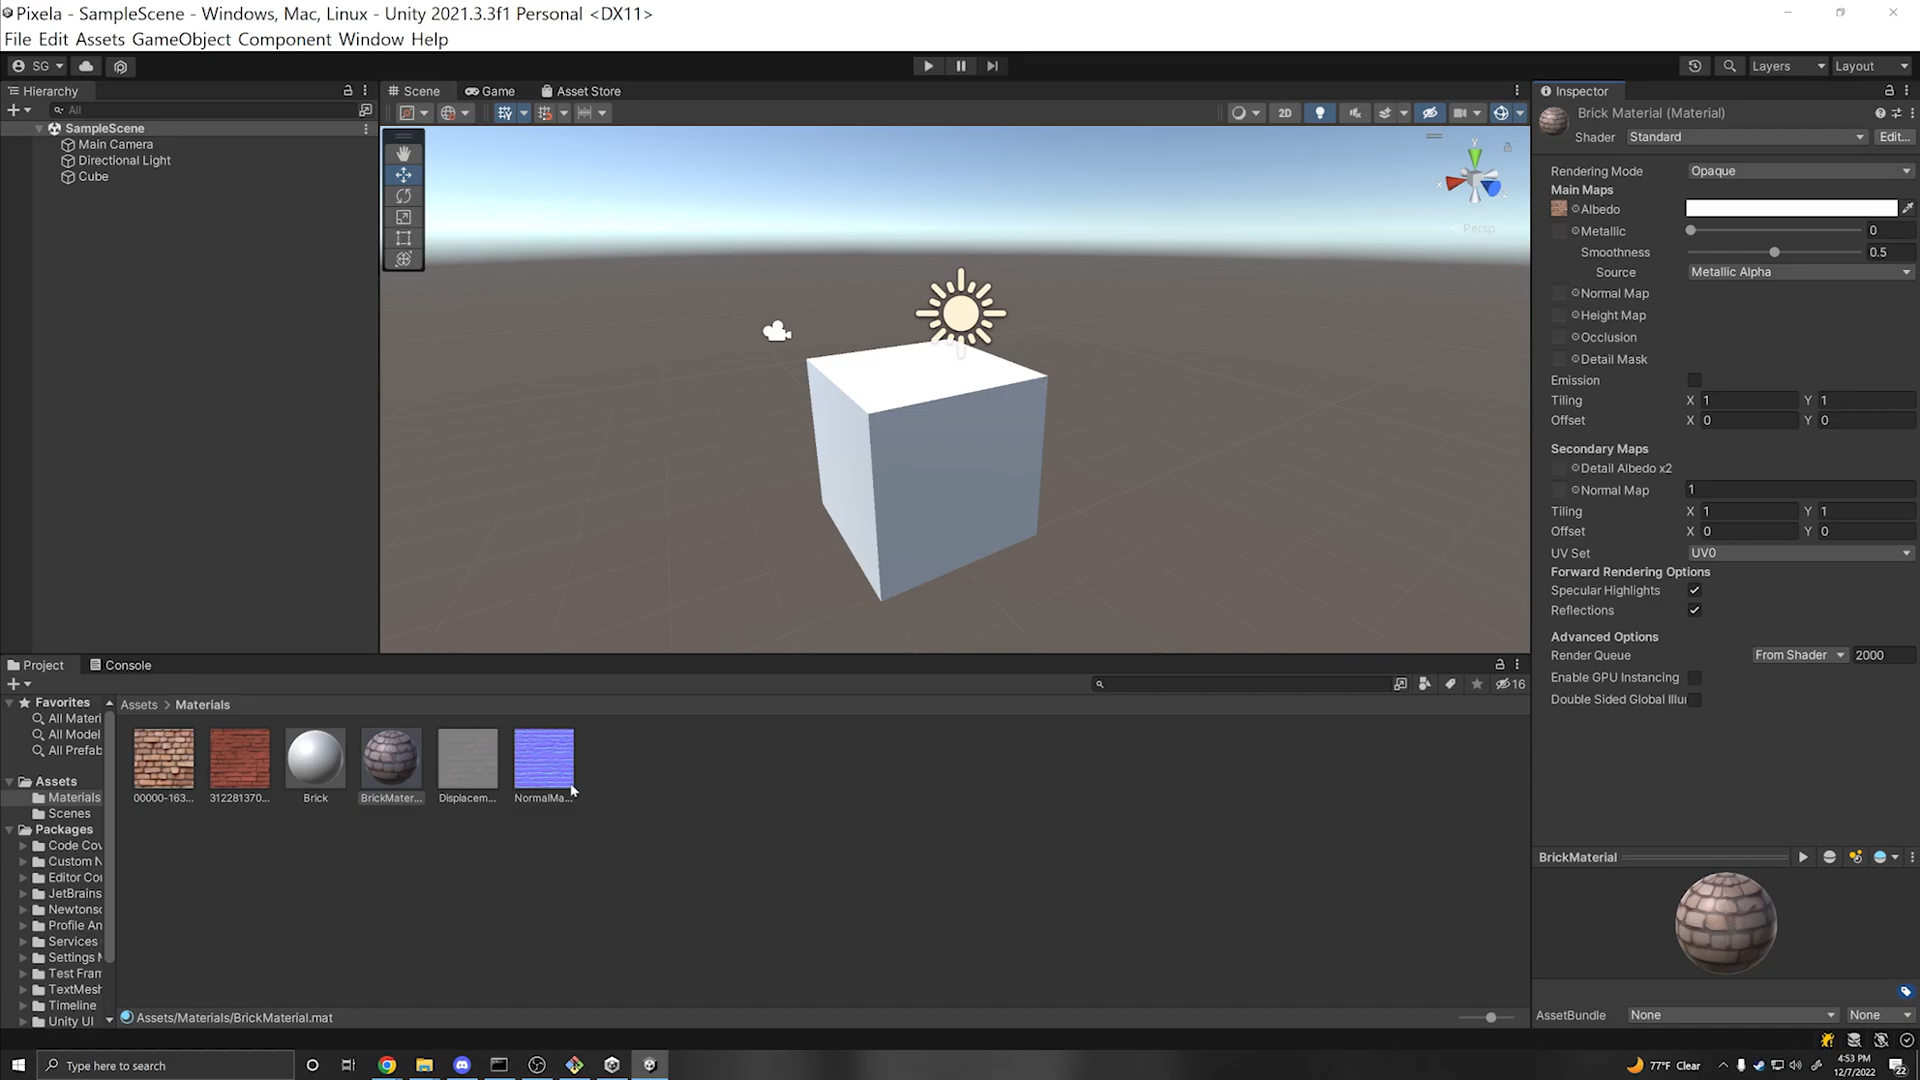 Pixela - SampleScene - Windows, Mac, Linux - Unity 2021.3.3f1 Personal <DX11>
File Edit Assets GameObject Component Window Help
SG
Layers
Layout
Hierarchy
All
SampleScene
Main Camera
Directional Light
Cube
Scene
Game
Asset Store
2D
y
x
Persp
Inspector
Brick Material (Material)
Shader
Standard
Edit...
Rendering Mode
Opaque
Main Maps
Albedo
Metallic
0
Smoothness
0.5
Source
Metallic Alpha
Normal Map
Height Map
Occlusion
Detail Mask
Emission
Tiling
X 1
Y 1
Offset
X 0
Y 0
Secondary Maps
Detail Albedo x2
Normal Map
1
Tiling
X 1
Y 1
Offset
X 0
Y 0
UV Set
UV0
Forward Rendering Options
Specular Highlights
Reflections
Advanced Options
Render Queue
From Shader
2000
Enable GPU Instancing
Double Sided Global Illu
Project
Console
16
Favorites
All Materi
All Model
All Prefab
Assets
Materials
Scenes
Packages
Code Cov
Custom N
Editor Co
JetBrains
Newtons
Profile An
Services
Settings M
Test Fram
TextMesh
Timeline
Unity UI
Assets > Materials
00000-163...
312281370...
Brick
BrickMater...
Displacem...
NormalMa...
Assets/Materials/BrickMaterial.mat
BrickMaterial
AssetBundle
None
None
Type here to search
77°F Clear
4:53 PM
12/7/2022
22